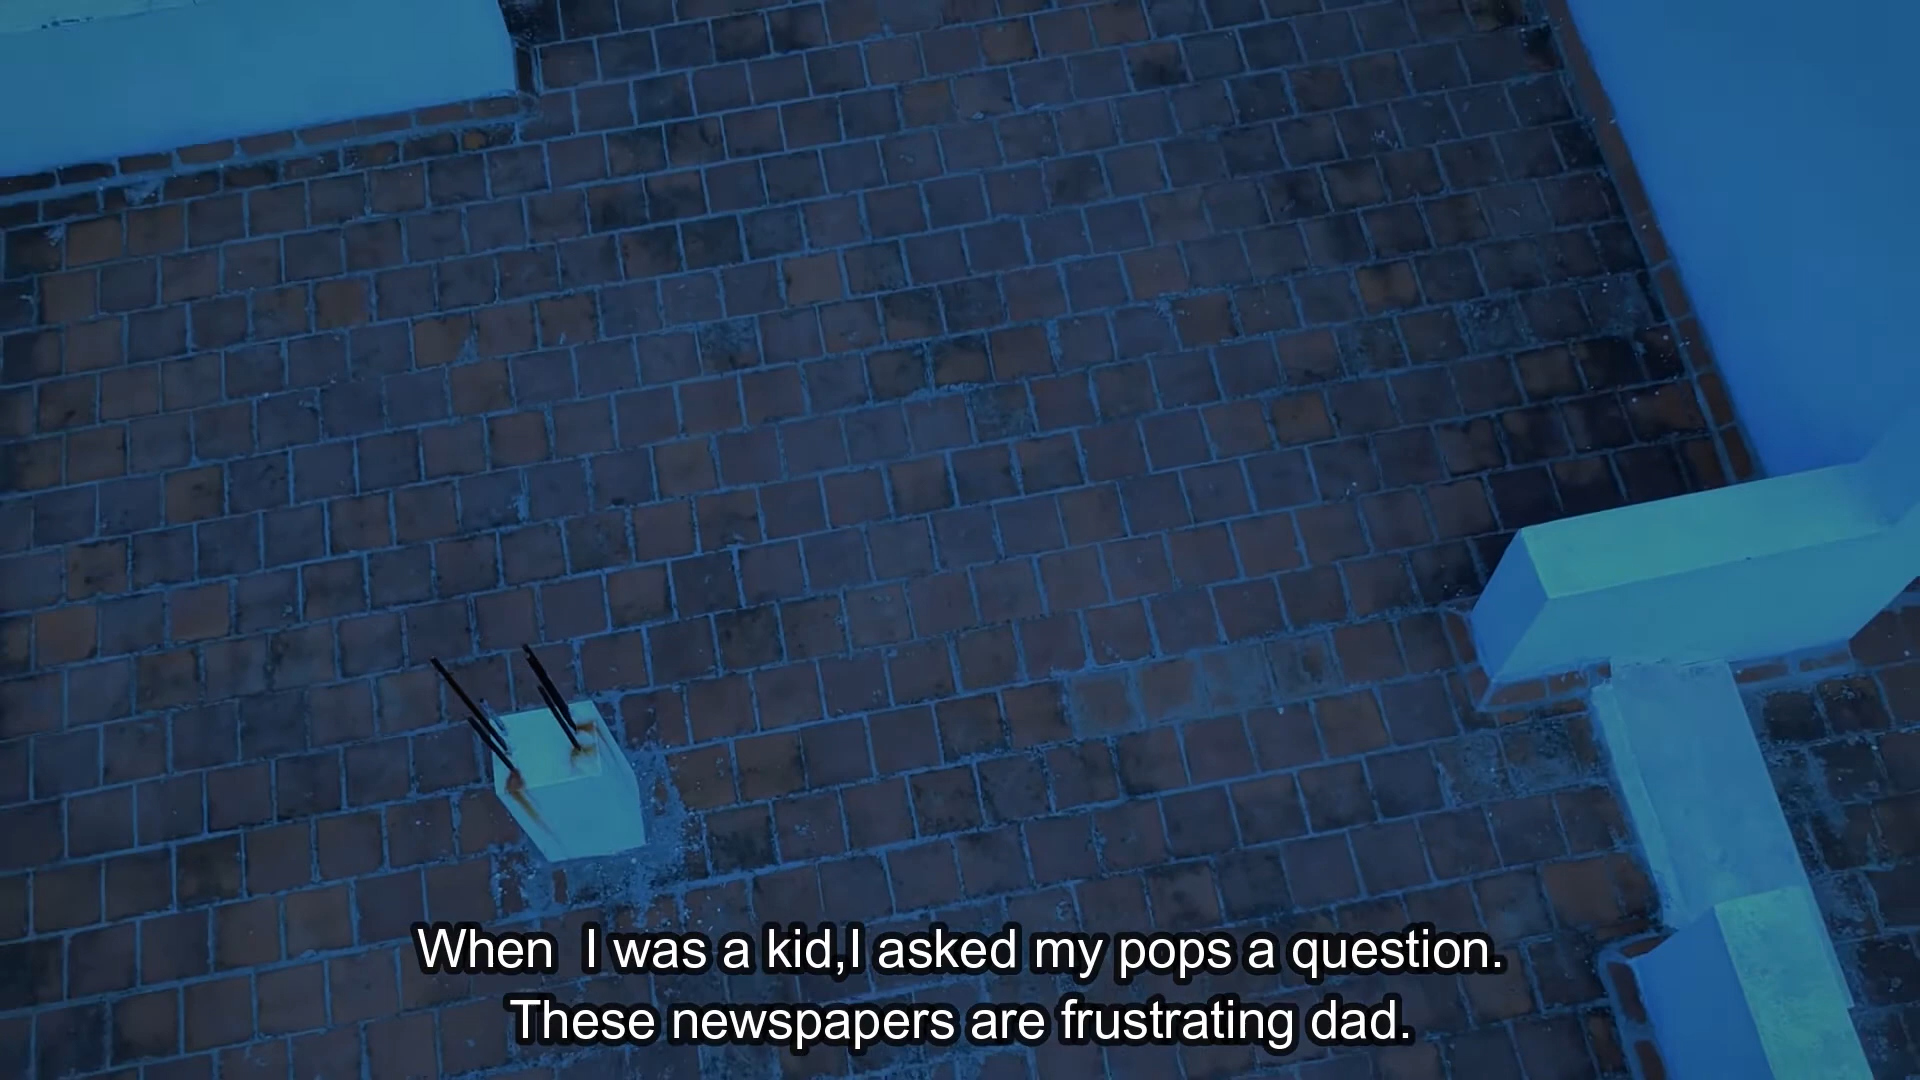 When  I was a kid,I asked my pops a question.
These newspapers are frustrating dad.